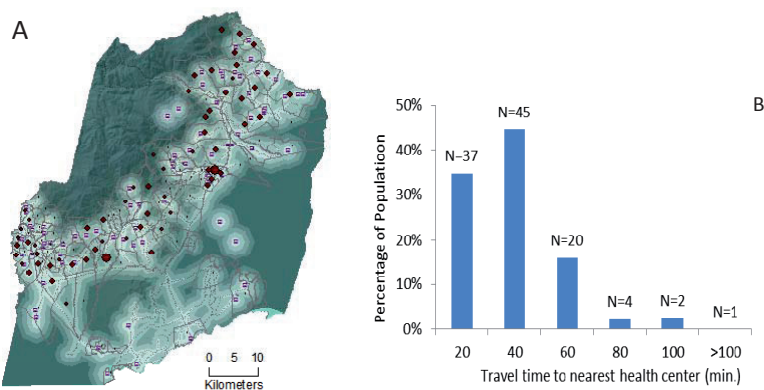 A
0 5 10
Kilometers
B
Percentage of Populatioon
50%
40%
30%
20%
10%
0%
N=37
N=45
N=20
N=4
N=2
N=1
20 40 60 80 100 >100
Travel time to nearest health center (min.)